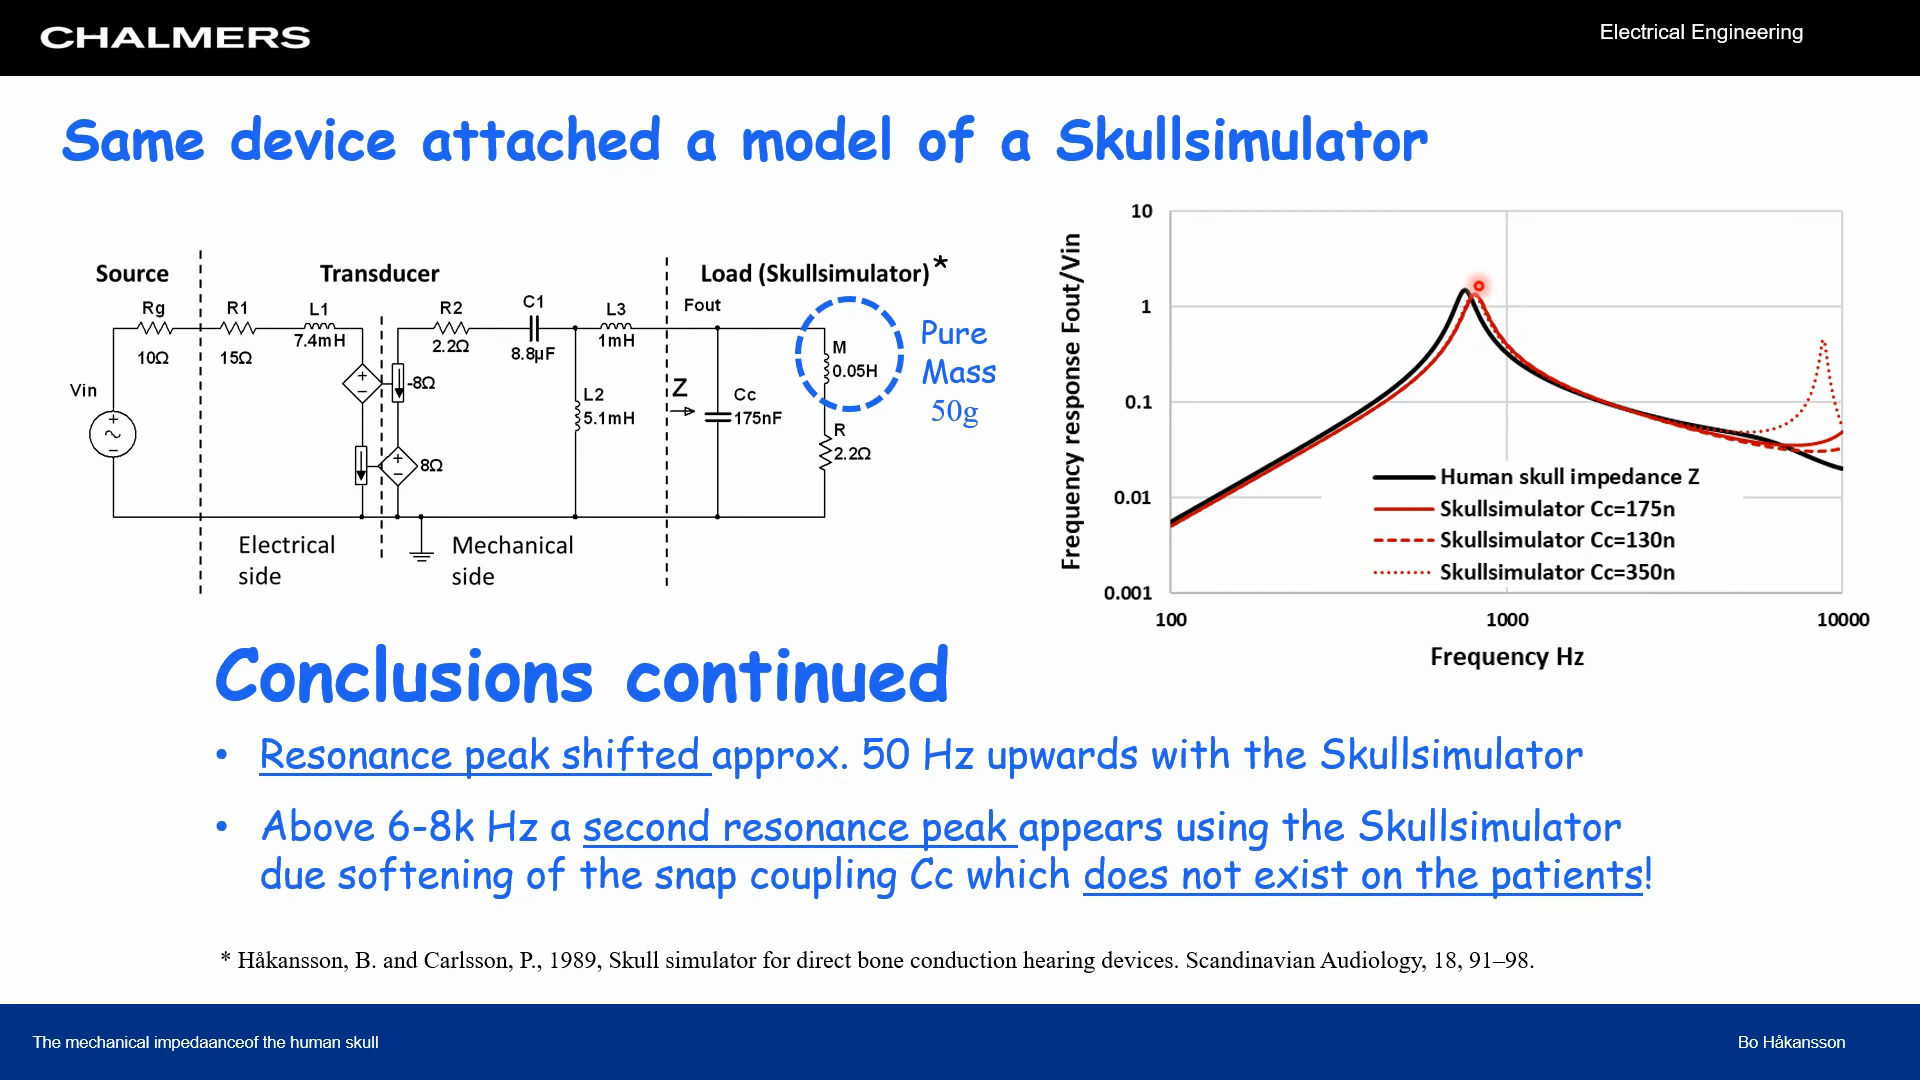 CHALMERS
Electrical Engineering
Same device attached a model of a Skullsimulator
Source
Transducer
Load (Skullsimulator)*
Rg
10Ω
R1
15Ω
L1
7.4mH
R2
2.2Ω
C1
8.8µF
L3
1mH
Fout
Vin
-8Ω
8Ω
L2
5.1mH
Z
Cc
175nF
M
0.05H
R
2.2Ω
Pure
Mass
50g
Electrical
side
Mechanical
side
Frequency response Fout/Vin
10
1
0.1
0.01
0.001
100
1000
10000
Frequency Hz
Human skull impedance Z
Skullsimulator Cc=175n
Skullsimulator Cc=130n
Skullsimulator Cc=350n
Conclusions continued
• Resonance peak shifted approx. 50 Hz upwards with the Skullsimulator
• Above 6-8k Hz a second resonance peak appears using the Skullsimulator
due softening of the snap coupling Cc which does not exist on the patients!
* Håkansson, B. and Carlsson, P., 1989, Skull simulator for direct bone conduction hearing devices. Scandinavian Audiology, 18, 91–98.
The mechanical impedaanceof the human skull
Bo Håkansson